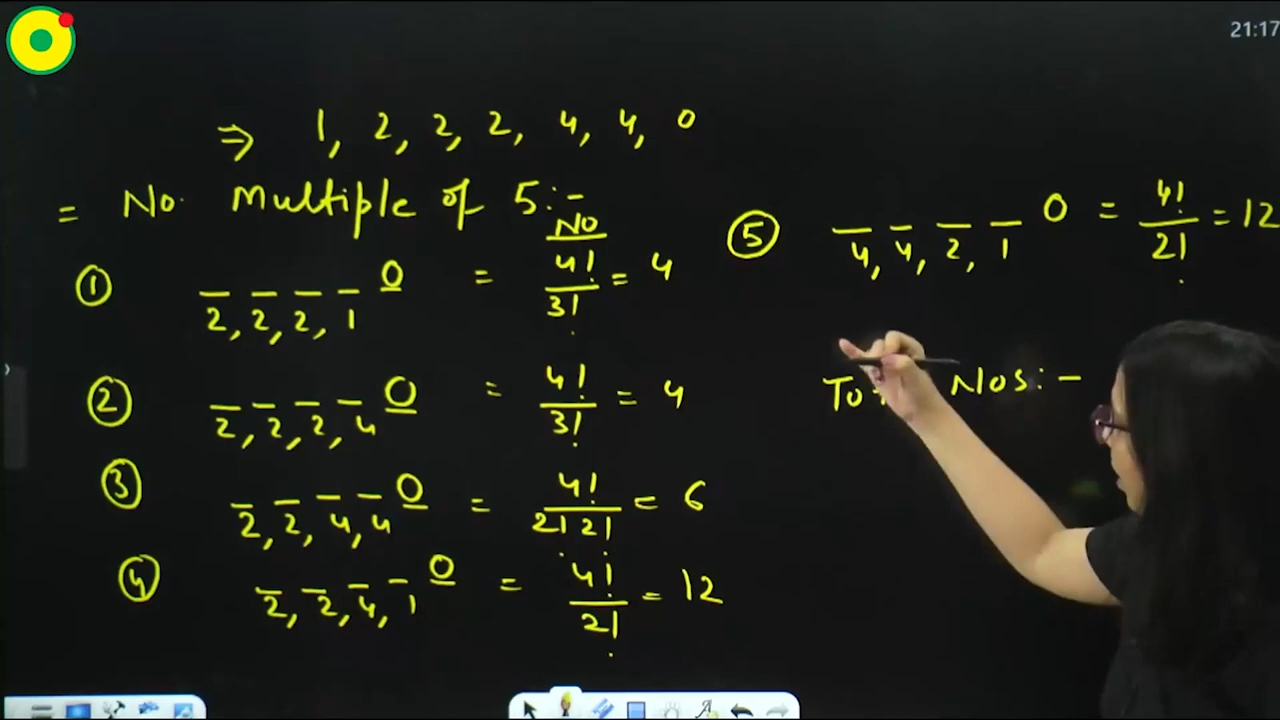 21:17
⇒ 1, 2, 2, 2, 4, 4, 0
= No. Multiple of 5:-
NO
① 2, 2, 2, 1 0 = 4!/3! = 4
② 2, 2, 2, 4 0 = 4!/3! = 4
③ 2, 2, 4, 4 0 = 4!/2! 2! = 6
④ 2, 2, 4, 1 0 = 4!/2! = 12
⑤ 4, 4, 2, 1 0 = 4!/2! = 12
Nos:-